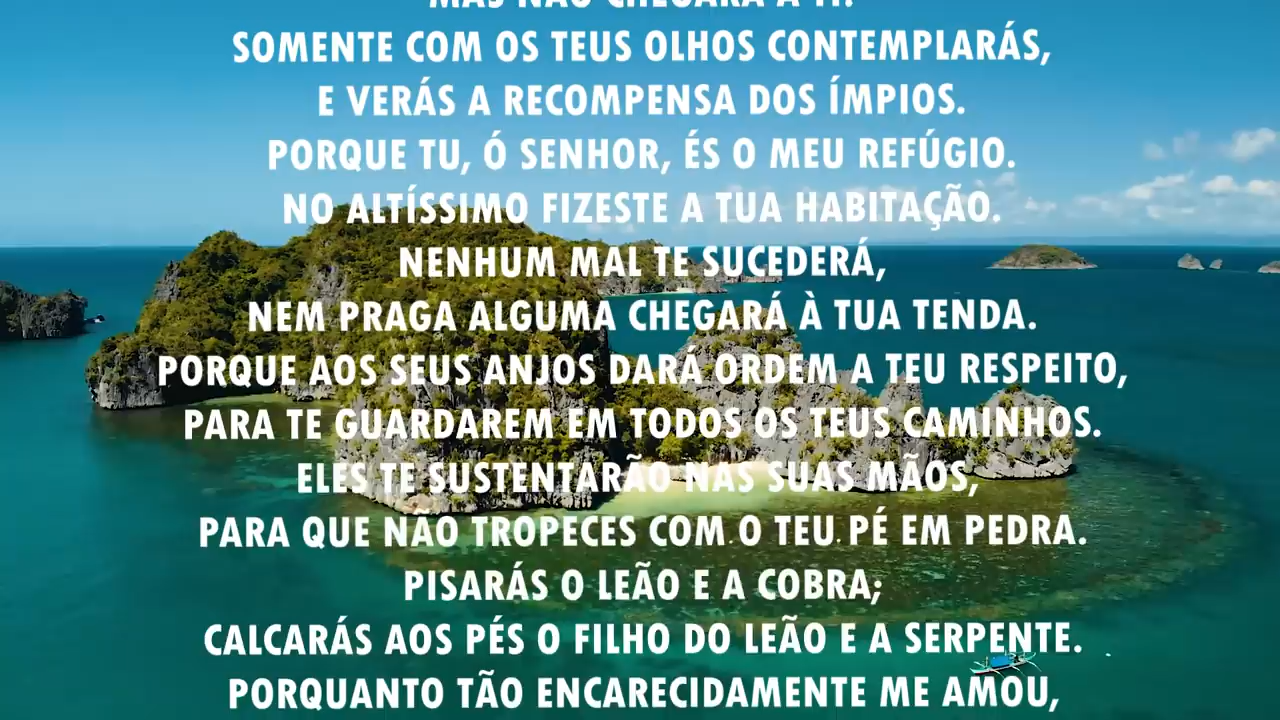 MAS NÃO CHEGARÁ A TI.
SOMENTE COM OS TEUS OLHOS CONTEMPLARÁS,
E VERÁS A RECOMPENSA DOS ÍMPIOS.
PORQUE TU, Ó SENHOR, ÉS O MEU REFÚGIO.
NO ALTÍSSIMO FIZESTE A TUA HABITAÇÃO.
NENHUM MAL TE SUCEDERÁ,
NEM PRAGA ALGUMA CHEGARÁ À TUA TENDA.
PORQUE AOS SEUS ANJOS DARÁ ORDEM A TEU RESPEITO,
PARA TE GUARDAREM EM TODOS OS TEUS CAMINHOS.
ELES TE SUSTENTARÃO NAS SUAS MÃOS,
PARA QUE NÃO TROPECES COM O TEU PÉ EM PEDRA.
PISARÁS O LEÃO E A COBRA;
CALCARÁS AOS PÉS O FILHO DO LEÃO E A SERPENTE.
PORQUANTO TÃO ENCARECIDAMENTE ME AMOU,